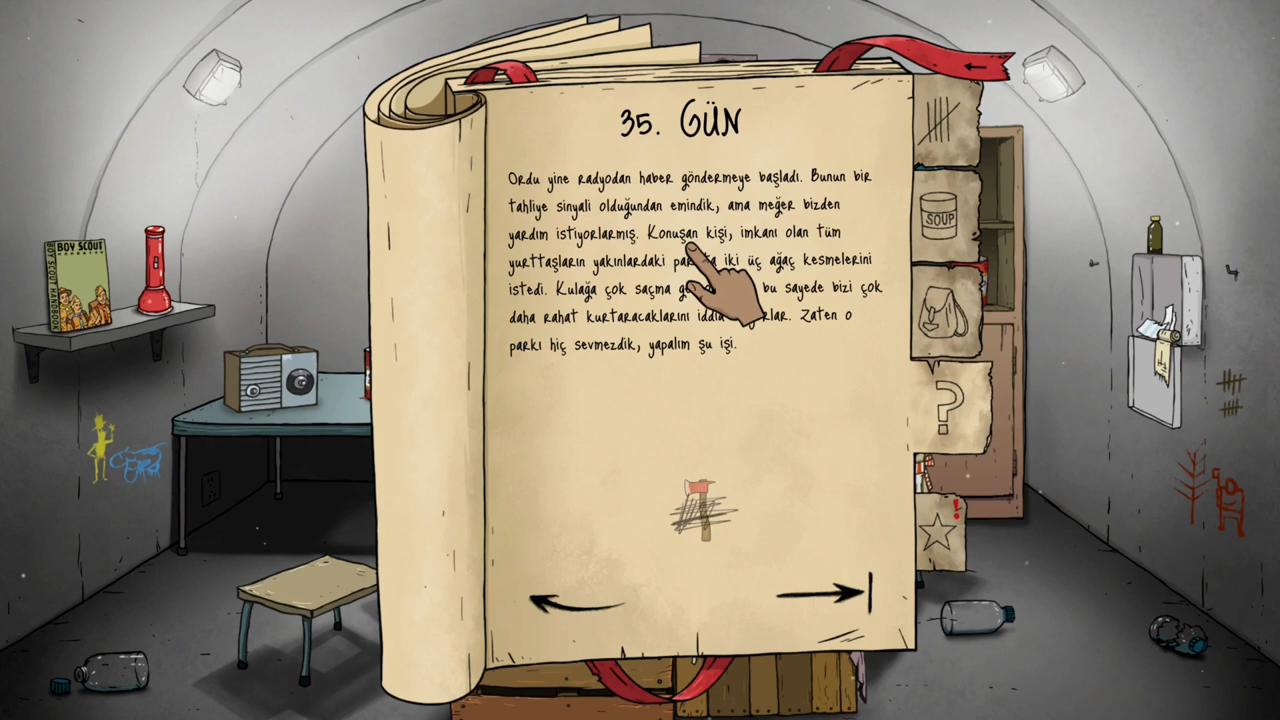 35. GÜN
Ordu yine radyodan haber göndermeye başladı. Bunun bir
tahliye sinyali olduğundan emindik, ama meğer bizden
yardım istiyorlarmış. Konuşan kişi, imkanı olan tüm
yurttaşların yakınlardaki iki üç ağaç kesmelerini
istedi. Kulağa çok saçma bu sayede bizi çok
daha rahat kurtaracaklarını Zaten o
parkı hiç sevmezdik, yapalım şu işi.
SOUP
BOY SCOUT
BOY SCOUT HANDBOOK